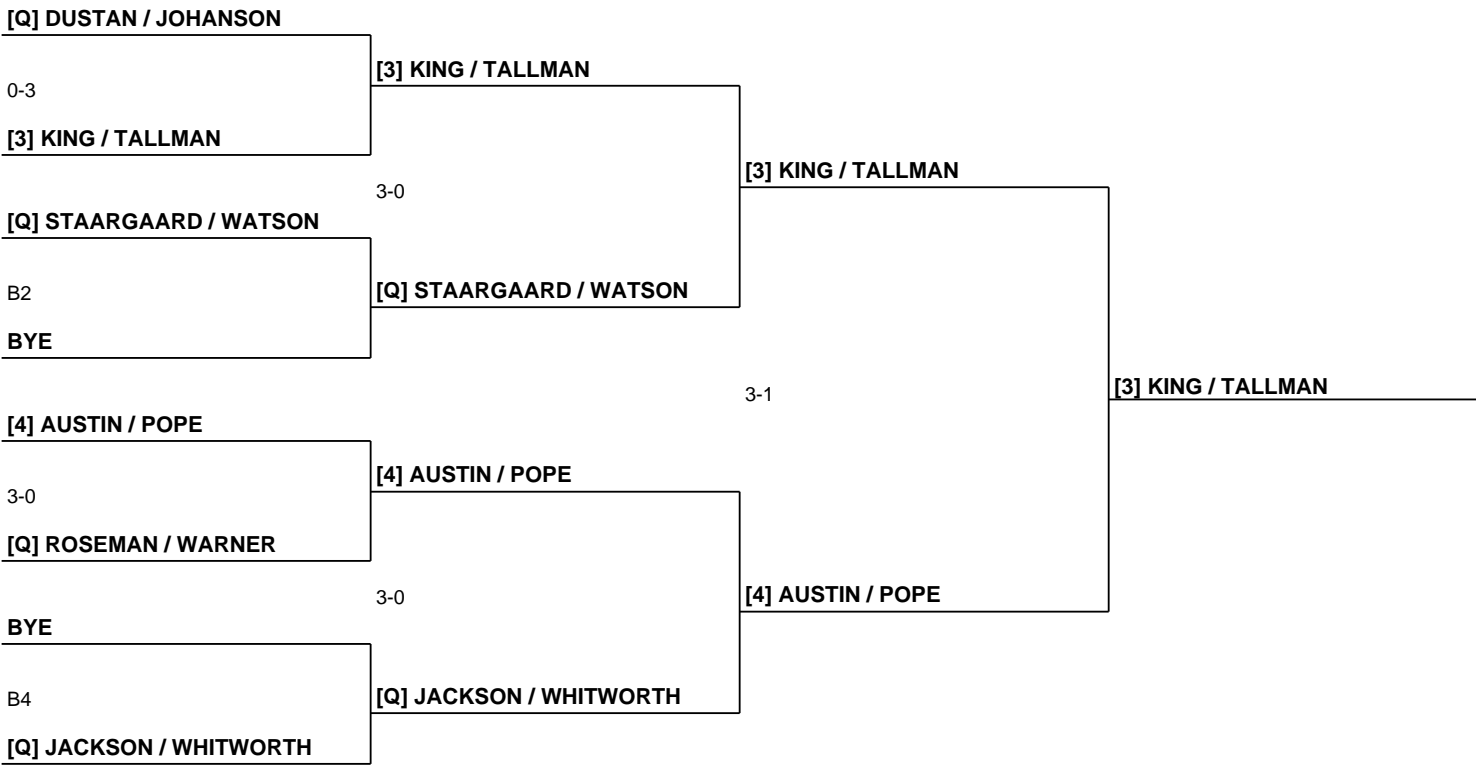 [Q] DUSTAN / JOHANSON
0-3
[3] KING / TALLMAN
[Q] STAARGAARD / WATSON
B2
BYE
[4] AUSTIN / POPE
3-0
[Q] ROSEMAN / WARNER
BYE
B4
[Q] JACKSON / WHITWORTH
[3] KING / TALLMAN
3-0
[Q] STAARGAARD / WATSON
[4] AUSTIN / POPE
3-0
[Q] JACKSON / WHITWORTH
[3] KING / TALLMAN
3-1
[4] AUSTIN / POPE
[3] KING / TALLMAN